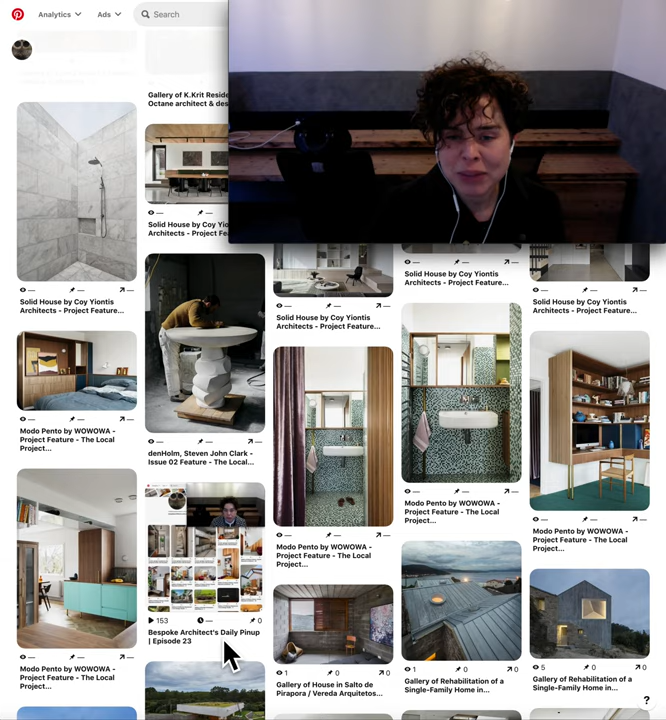 Analytics
Ads
Search
Gallery of K.Krit Reside
Octane architect & des
Solid House by Coy Yiontis
Architects - Project Feature...
Modo Pento by WOWOWA -
Project Feature - The Local
Project...
Modo Pento by WOWOWA -
Project Feature - The Local
Project...
Solid House by Coy Yio
Architects - Project Fe
denHolm, Steven John Clark -
Issue 02 Feature - The Local...
153
0
Bespoke Architect's Daily Pinup
| Episode 23
Solid House by Coy Yiontis
Architects - Project Featu...
Modo Pento by WOWOWA -
Project Feature - The Local
Project...
1
0
0
Gallery of House in Salto de
Pirapora / Vereda Arquitetos...
Solid House by Coy Yiontis
Architects - Project Featu...
Modo Pento by WOWOWA -
Project Feature - The Local
Project...
1
0
0
Gallery of Rehabilitation of a
Single-Family Home in...
Solid House by Coy Yiontis
Architects - Project Featu...
Modo Pento by WOWOWA -
Project Feature - The Local
Project...
5
0
0
Gallery of Rehabilitation of a
Single-Family Home in...
?